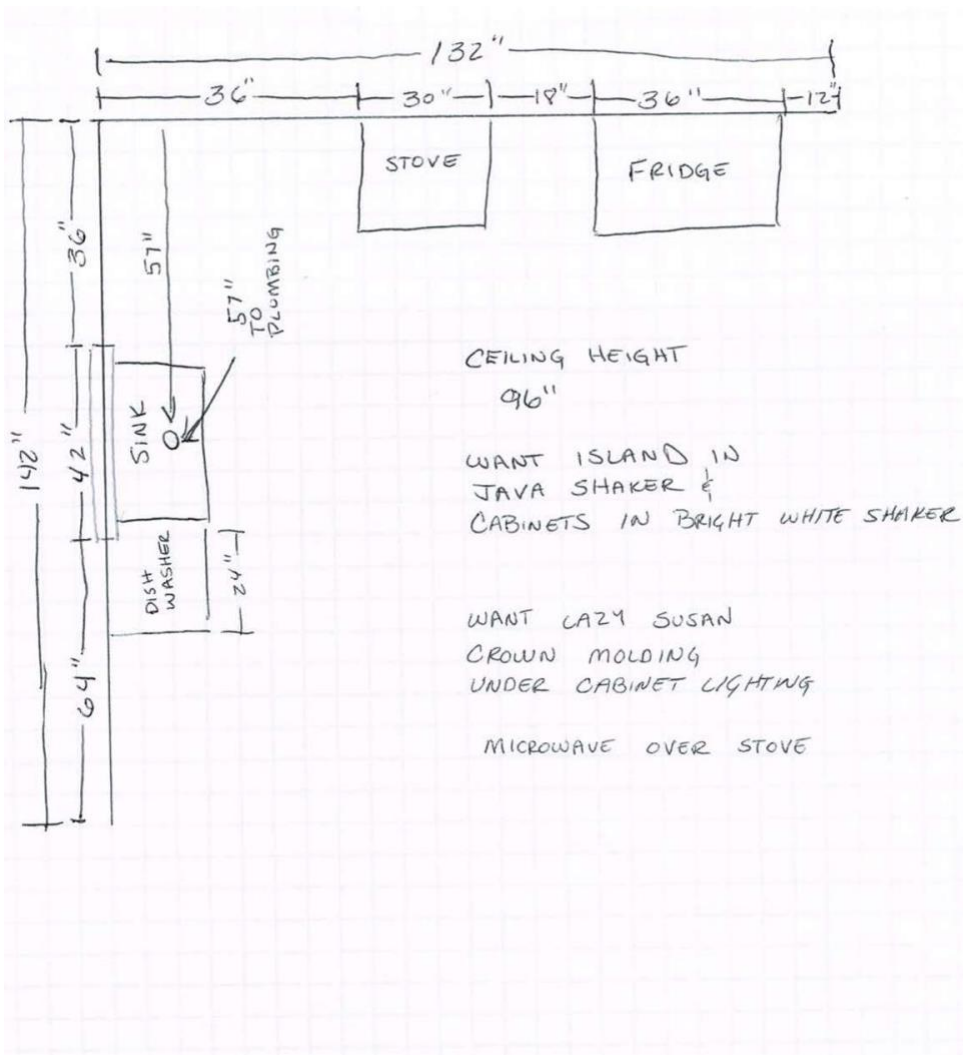 132"
36"
30"
18"
36"
12"
STOVE
FRIDGE
36"
57"
57"
TO
PLUMBING
142"
42"
SINK
CEILING HEIGHT
96"
WANT ISLAND IN
JAVA SHAKER &
CABINETS IN BRIGHT WHITE SHAKER
DISH
WASHER
24"
64"
WANT LAZY SUSAN
CROWN MOLDING
UNDER CABINET LIGHTING
MICROWAVE OVER STOVE